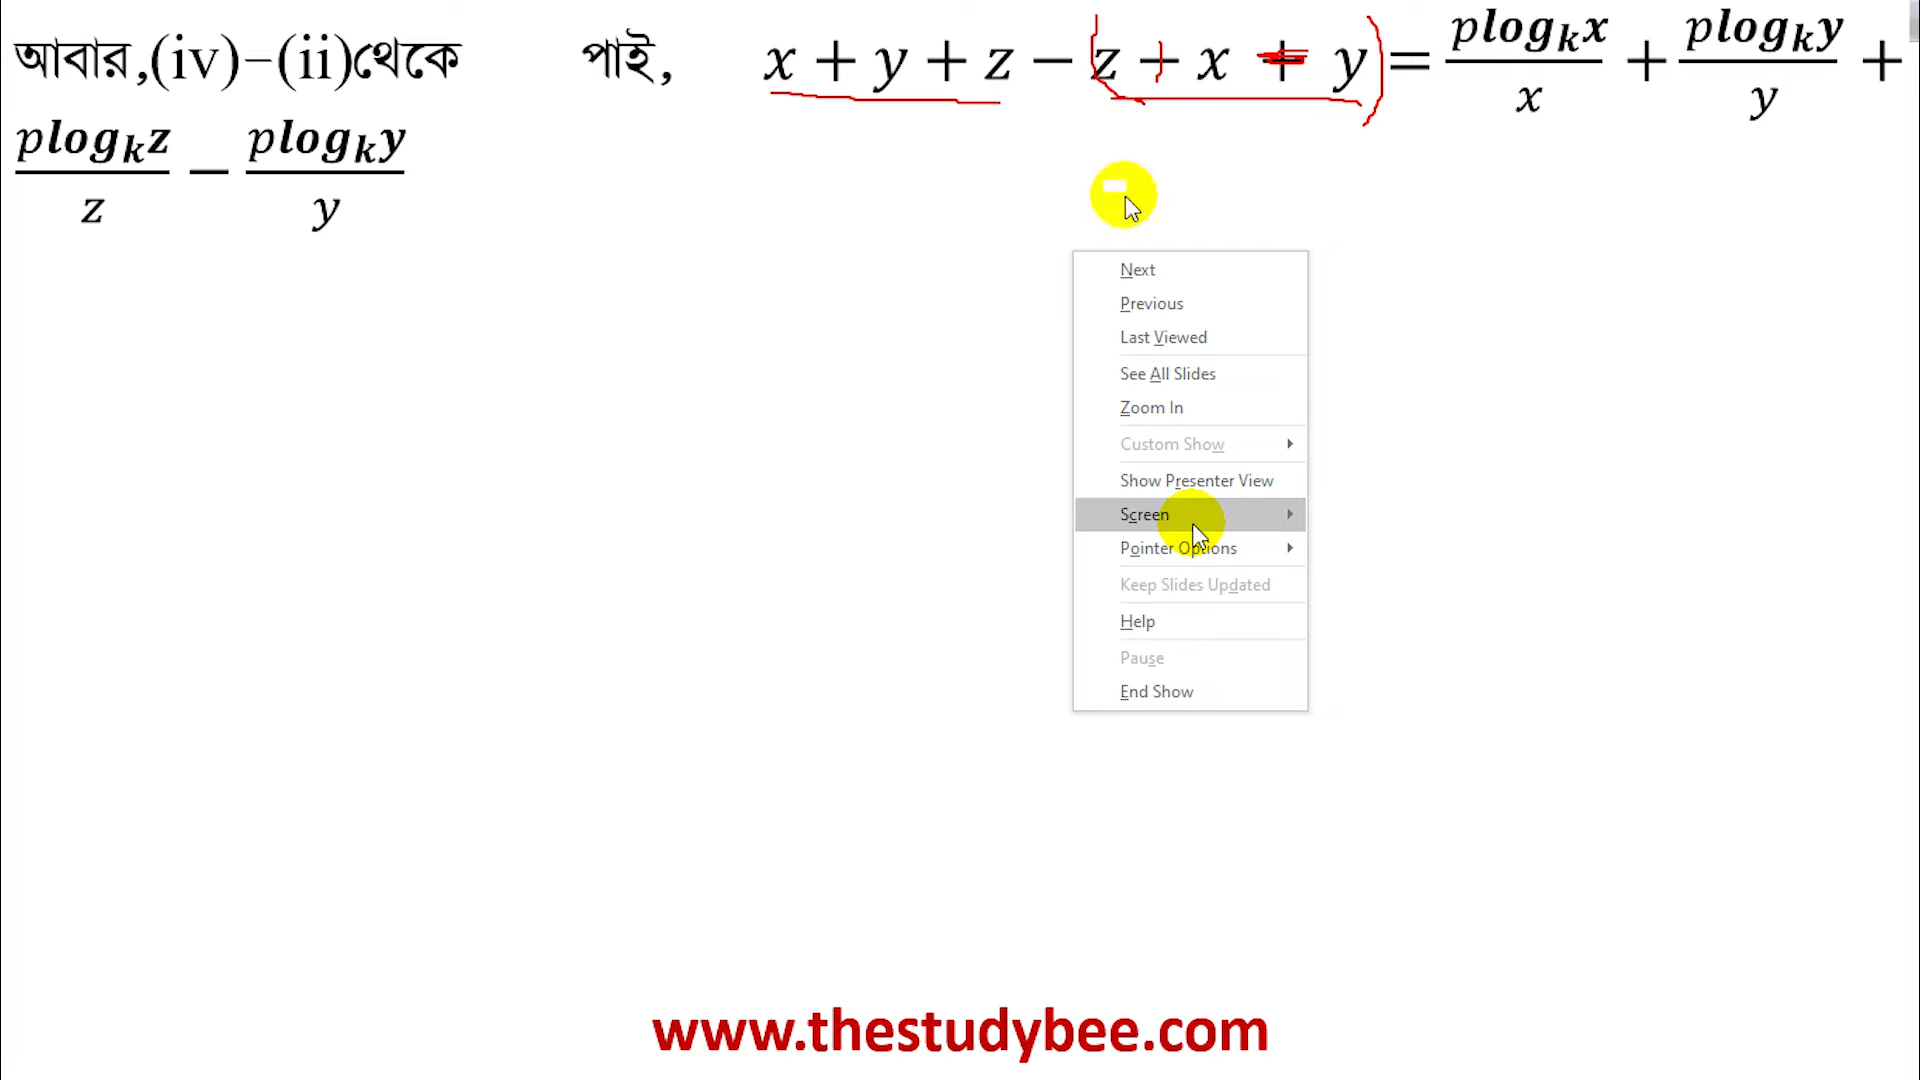 আবার,(iv)−(ii)থেকে পাই, x + y + z − z − x + y = plogₖx/x + plogₖy/y +
plogₖz/z − plogₖy/y
Next
Previous
Last Viewed
See All Slides
Zoom In
Custom Show
Show Presenter View
Screen
Pointer Options
Keep Slides Updated
Help
Pause
End Show
www.thestudybee.com